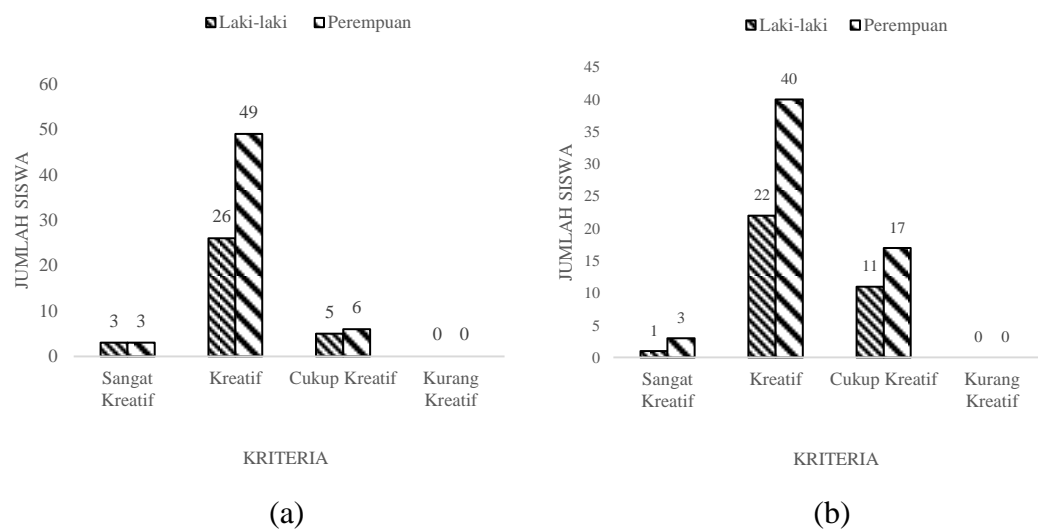 Laki-laki Perempuan
60
50
40
30
20
10
0
JUMLAH SISWA
3 3
26 49
5 6
0 0
Sangat Kreatif Cukup Kreatif Kurang
Kreatif Kreatif
KRITERIA
(a)
Laki-laki Perempuan
45
40
35
30
25
20
15
10
5
0
JUMLAH SISWA
1 3
22 40
11 17
0 0
Sangat Kreatif Cukup Kreatif Kurang
Kreatif Kreatif
KRITERIA
(b)